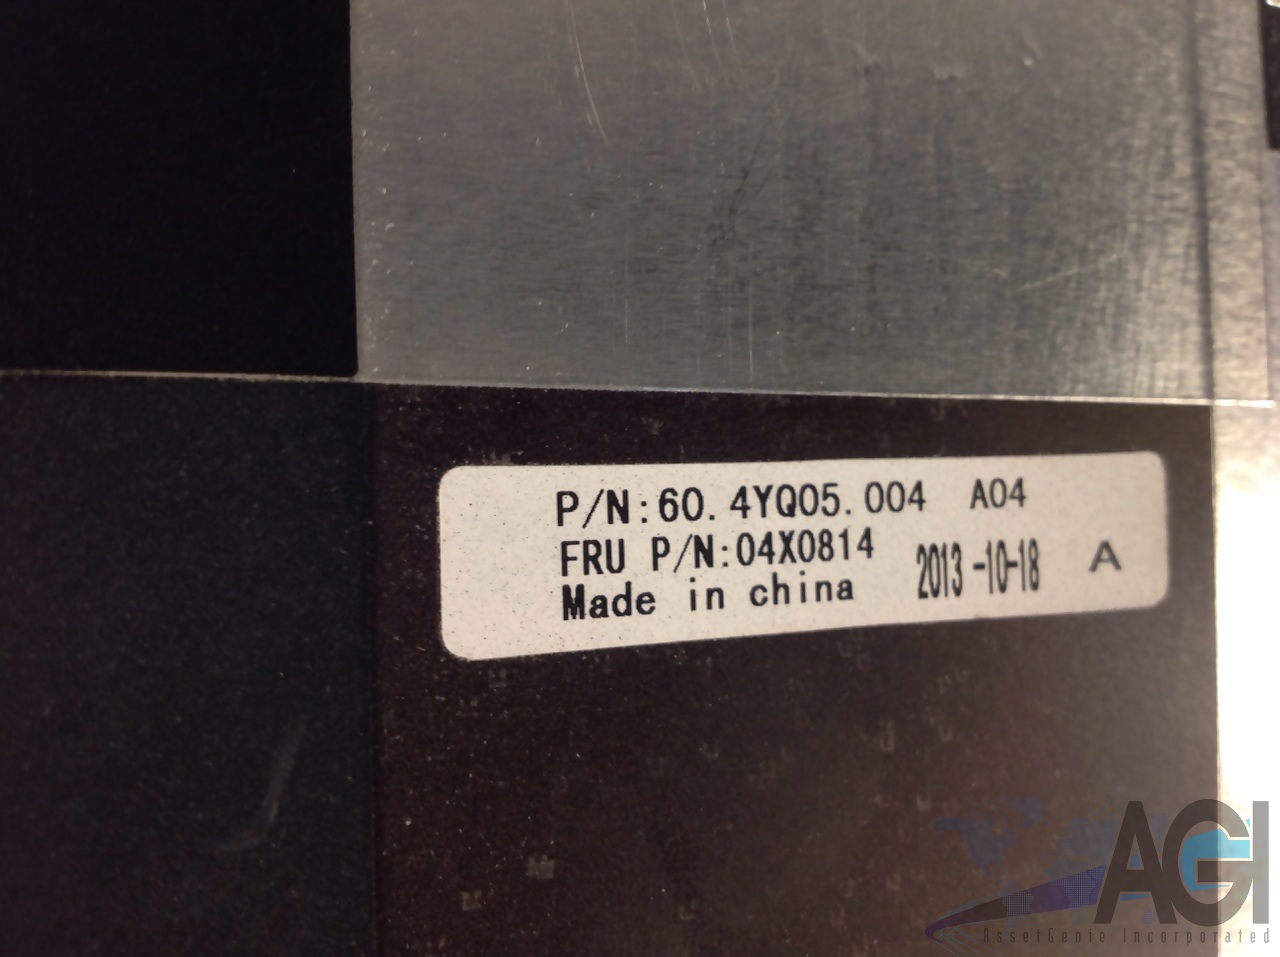 P/N:60.4YQ05.004 A04
FRU P/N:04X0814 2013-10-18 A
Made in china
AGI
AssetGenie Incorporated